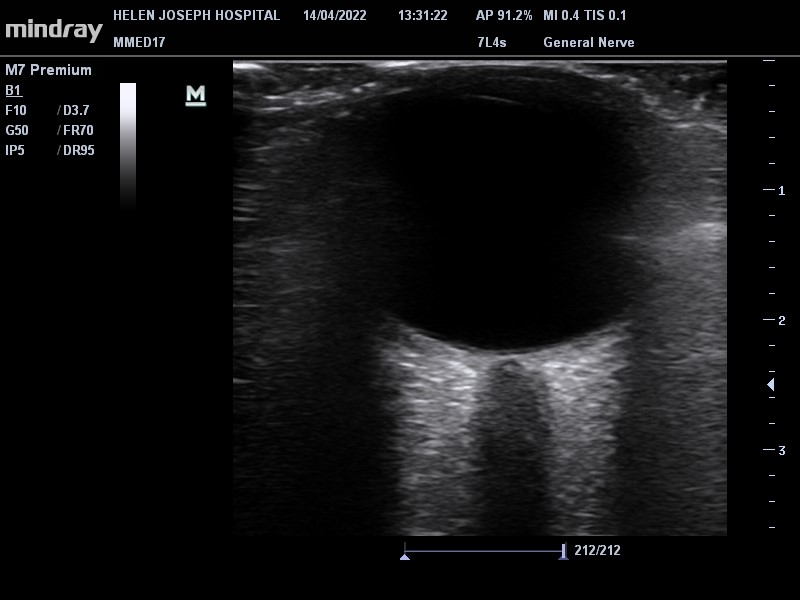 mindray
HELEN JOSEPH HOSPITAL 14/04/2022 13:31:22 AP 91.2% MI 0.4 TIS 0.1
MMED17 7L4s General Nerve
M7 Premium
B1
F10 / D3.7
G50 / FR70
IP5 / DR95
M
1
2
3
212/212